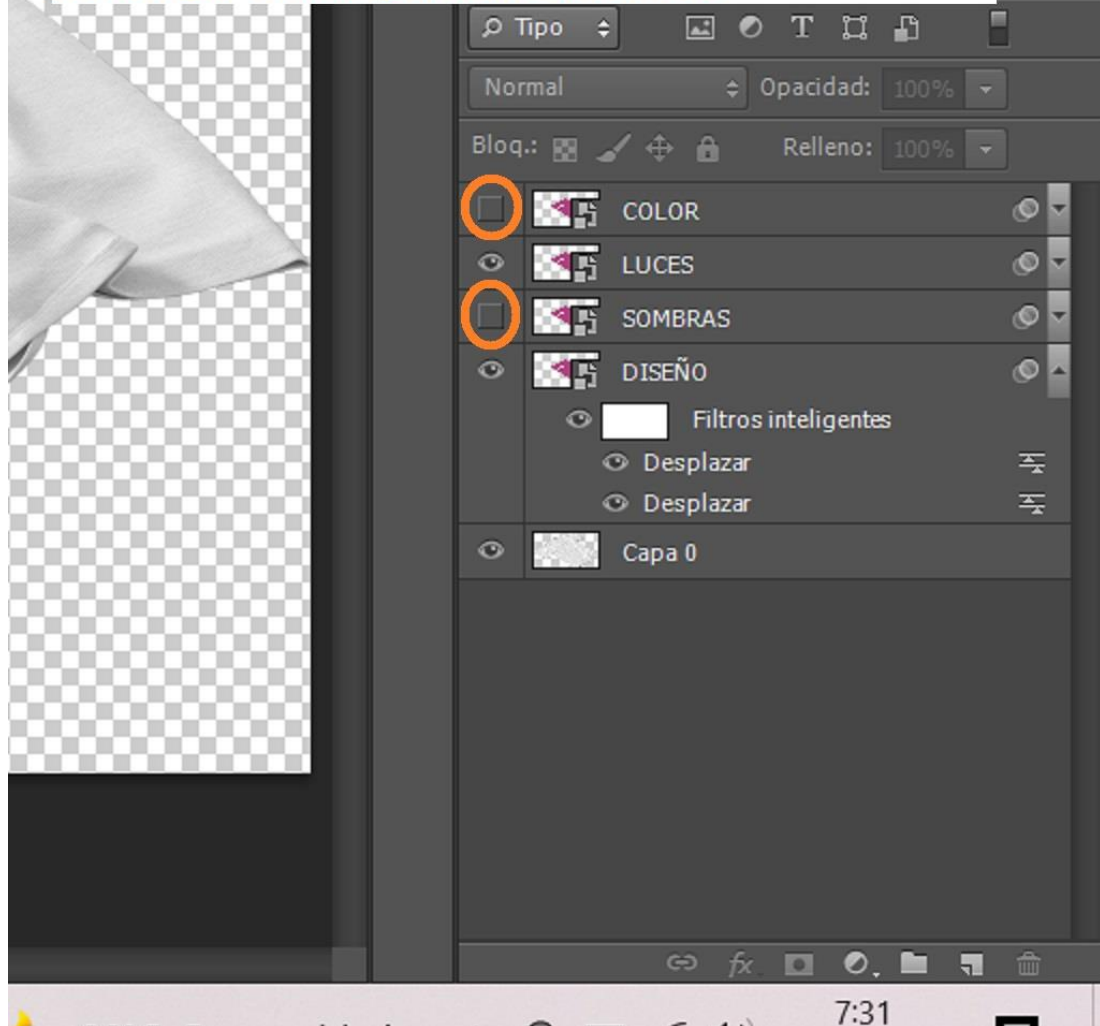 Tipo
T
Normal Opacidad: 100%
Bloq.: Relleno: 100%
COLOR
LUCES
SOMBRAS
DISEÑO
Filtros inteligentes
Desplazar
Desplazar
Capa 0
fx
7:31